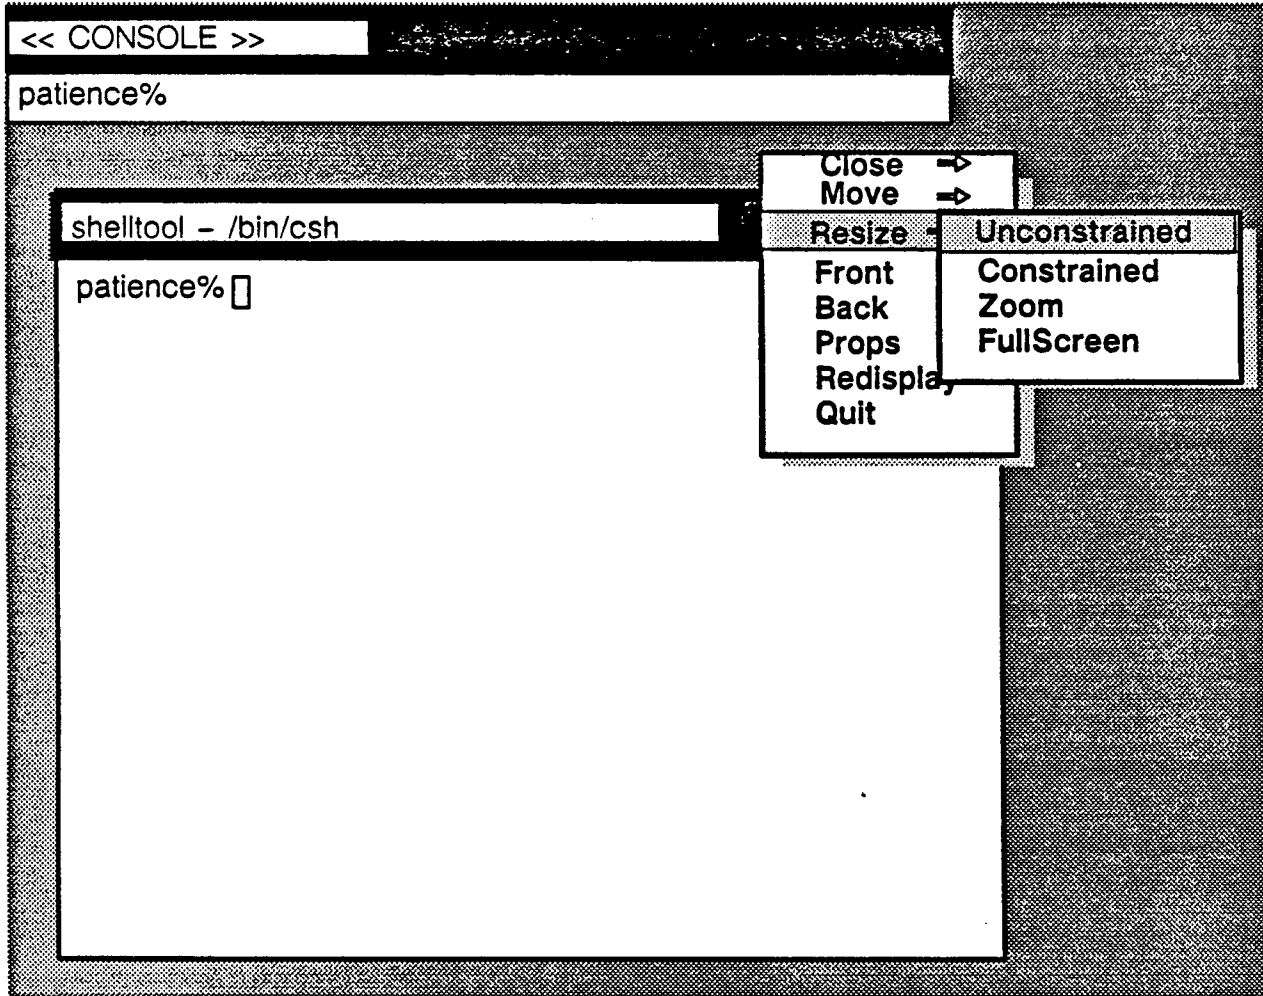 << CONSOLE >>
patience%
Close
Move
shelltool – /bin/csh
Resize
Unconstrained
patience%
Front
Constrained
Back
Zoom
Props
FullScreen
Redisplay
Quit